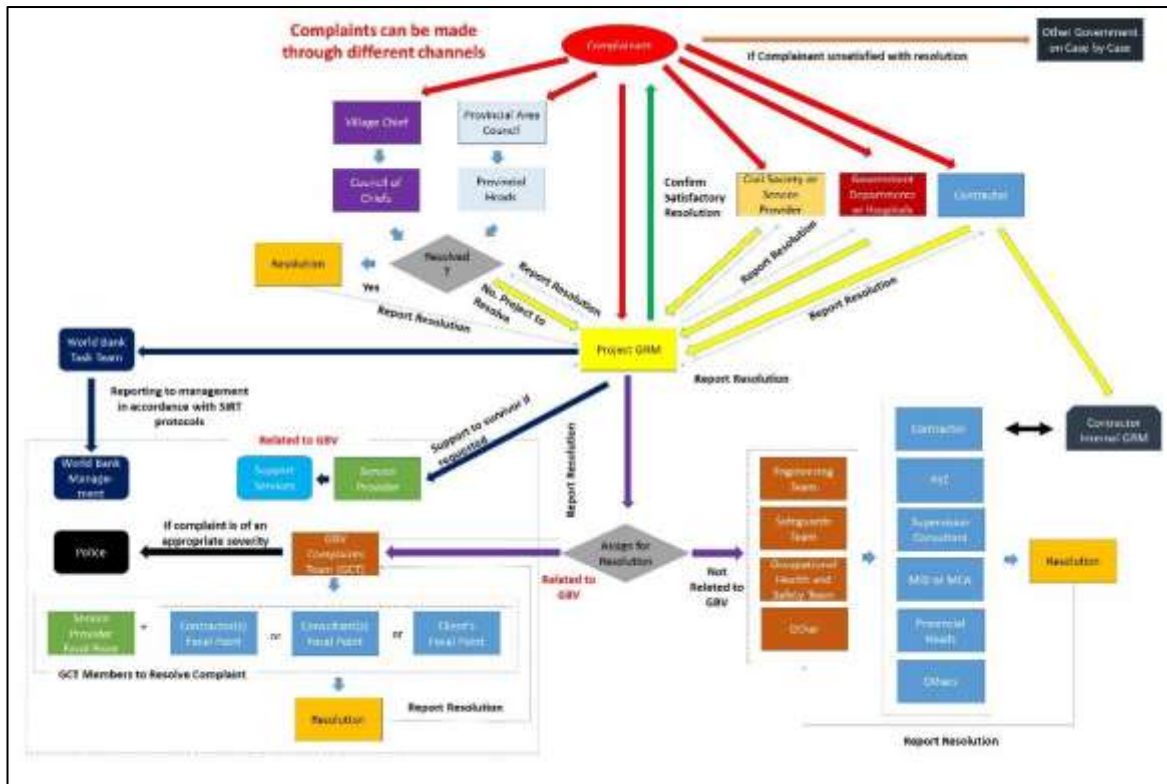 Complaints can be made
through different channels
Complainant
Other Government
on Case by Case
If Complainant unsatisfied with resolution
Village Chief
Provincial Area
Council
Council of
Chiefs
Provincial
Heads
Confirm
Satisfactory
Resolution
Civil Society or
Service
Provider
Government
Departments
or Hospitals
Contractor
Resolution
Yes
Resolved
?
Report Resolution
No. Project to
Resolve
Report Resolution
Report Resolution
Report Resolution
Project GRM
Report Resolution
World Bank
Task Team
Reporting to management
in accordance with SIRT
protocols
World Bank
Manage-
ment
Related to GBV
Support
Services
Service
Provider
Support to survivor if
requested
Report Resolution
Contractor
Contractor
Internal GRM
Engineering
Team
Safeguards
Team
Occupational
Health and
Safety Team
Other
Supervision
Consultant
MIO or MCA
Provincial
Heads
Others
Resolution
Police
If complaint is of an
appropriate severity
GBV
Complaints
Team (GCT)
Related to
GBV
Assign for
Resolution
Not
Related to
GBV
Service
Provider
Focal Point
+
Contractor(s)
Focal Point
or
Consultant(s)
Focal Point
or
Client's
Focal Point
GCT Members to Resolve Complaint
Resolution
Report Resolution
Report Resolution